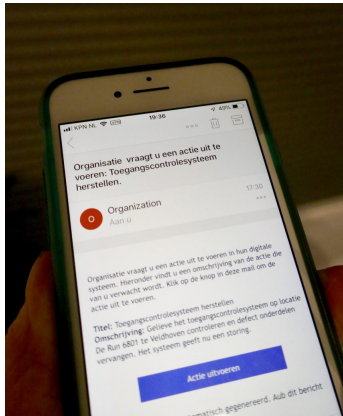 KPN NL VPN 19:36 49%
Organisatie vraagt u een actie uit te
voeren: Toegangscontrolesysteem
herstellen.
O
Organization
17:30
Aan u
Organisatie vraagt u een actie uit te voeren in hun digitale
systeem. Hieronder vindt u een omschrijving van de actie die
van u verwacht wordt. Klik op de knop in deze mail om de
actie uit te voeren.
Titel: Toegangscontrolesysteem herstellen
Omschrijving: Gelieve het toegangscontrolesysteem op locatie
De Run 6801 te Veldhoven controleren en defect onderdelen
vervangen. Het systeem geeft nu een storing.
Actie uitvoeren
omatisch gegenereerd. Aub dit bericht